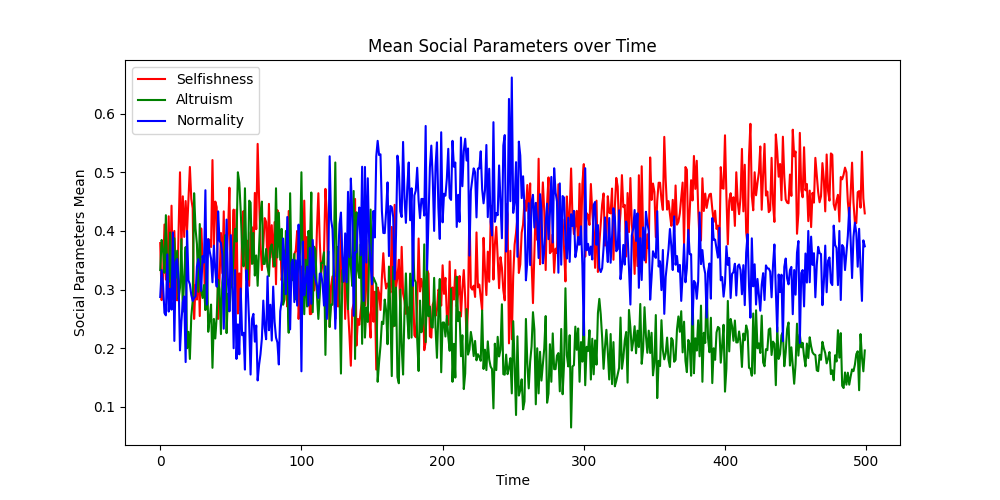 Mean Social Parameters over Time
Selfishness
Altruism
Normality
Social Parameters Mean
0.6
0.5
0.4
0.3
0.2
0.1
0 100 200 300 400 500
Time